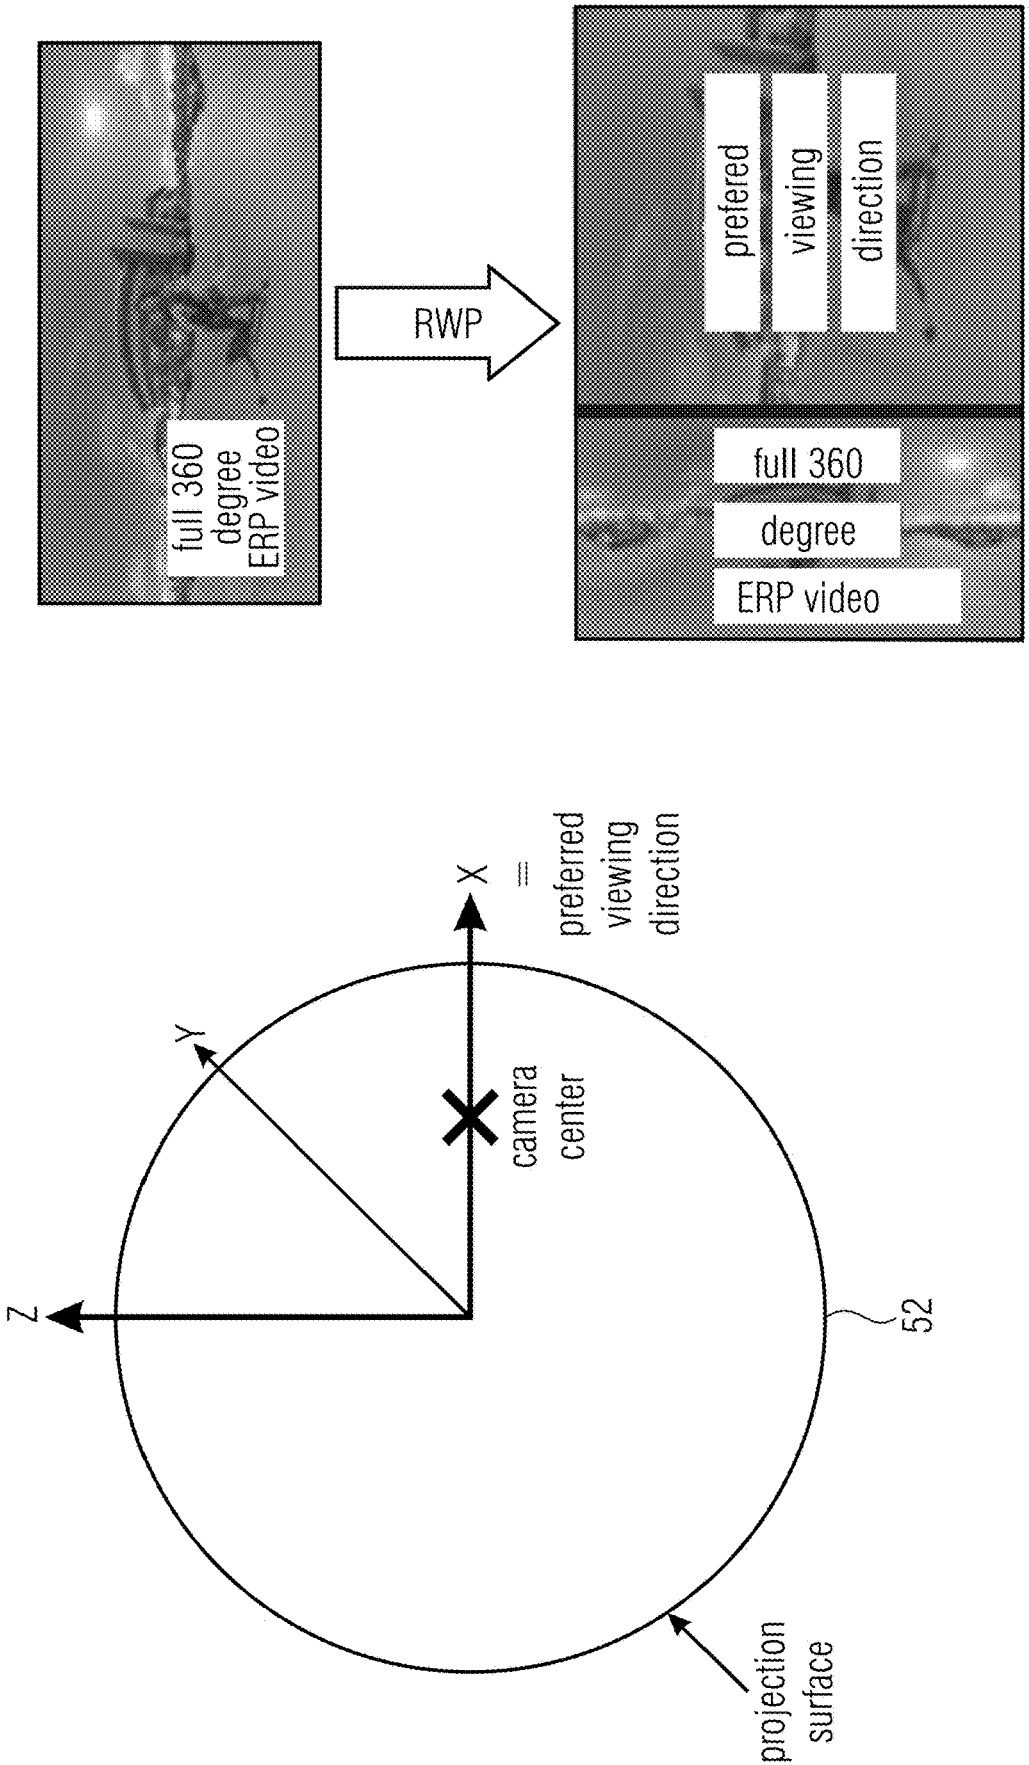 full 360
degree
ERP video
RWP
prefered
viewing
direction
full 360
degree
ERP video
X
=
preferred
viewing
direction
Y
camera
center
Z
52
projection
surface